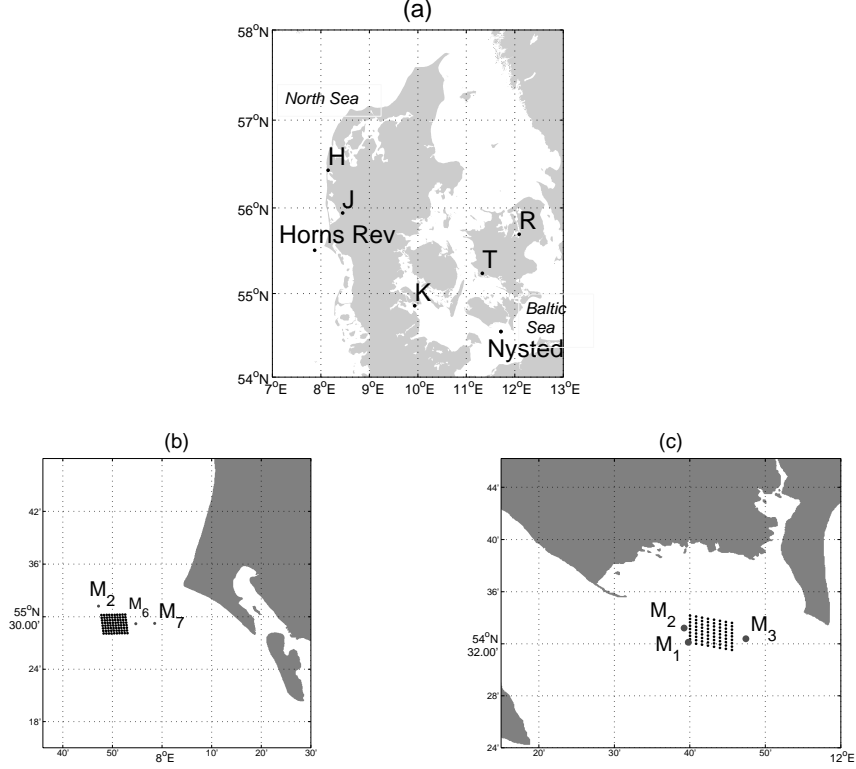 (a)
58°N
North Sea
57°N
H
56°N
J
R
Horns Rev
T
55°N
K
Baltic
Sea
Nysted
54°N
7°E 8°E 9°E 10°E 11°E 12°E 13°E
(b)
42'
36'
M2 M6 M7
55°N
30.00'
24'
18'
40' 50' 8°E 10' 20' 30'
(c)
44'
40'
36'
M2
M3
54°N
32.00'
M1
28'
24'
20' 30' 40' 50' 12°E